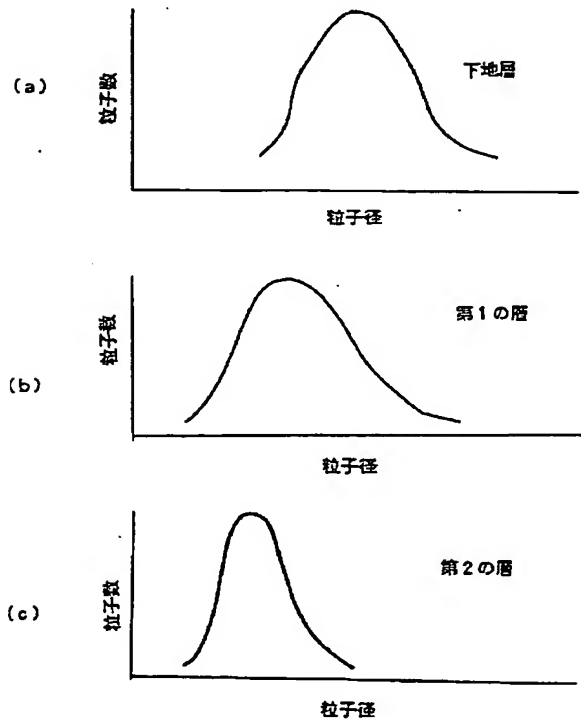 (a)
粒子数
下地層
粒子径
(b)
粒子数
第1の層
粒子径
(c)
粒子数
第2の層
粒子径